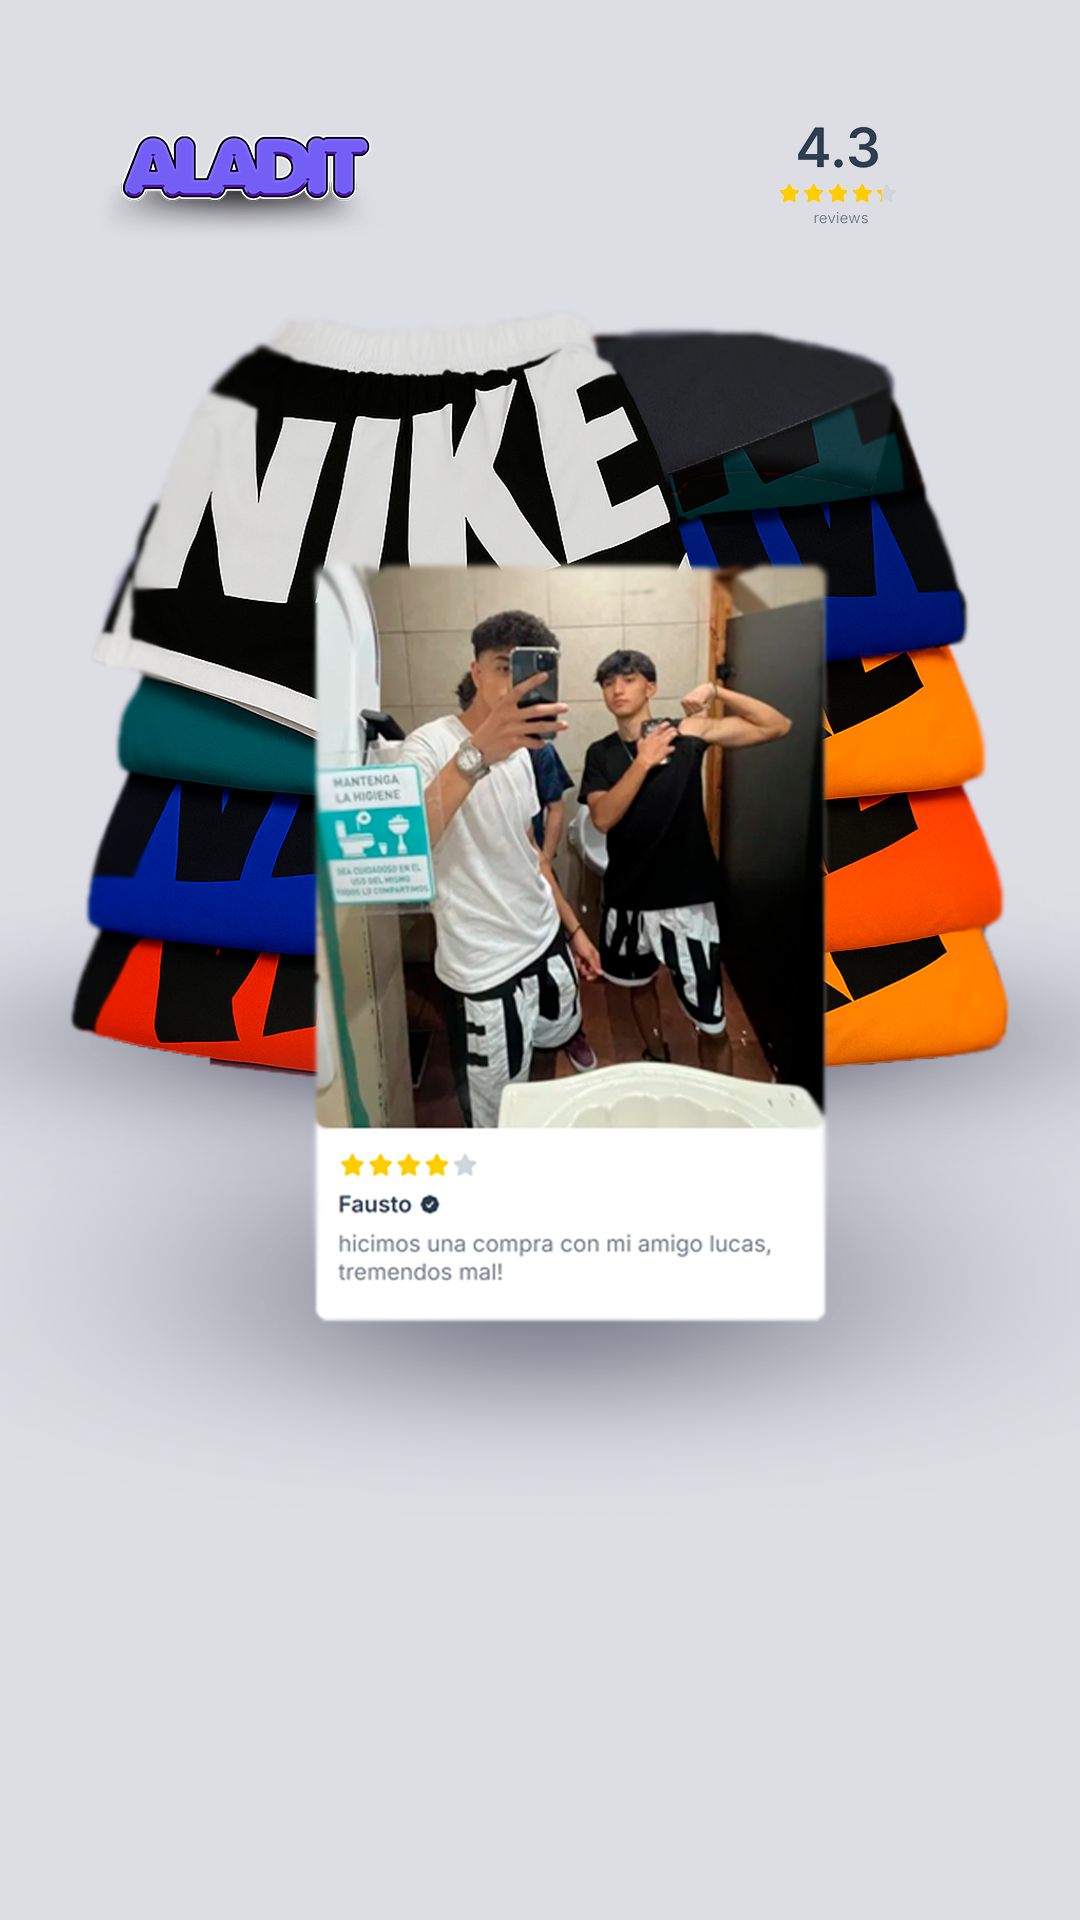 ALADIT
4.3
reviews
NIKE
MANTENGA
LA HIGIENE
SEA CUIDADOSO EN EL
USO DEL MISMO
TODOS LO COMPARTIMOS
Fausto
hicimos una compra con mi amigo lucas,
tremendos mal!